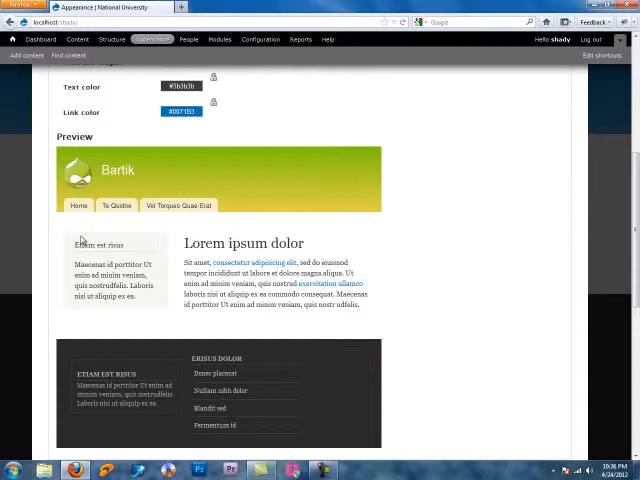 Firefox
Appearance | National University
localhost/shady/
Google
Feedback
Dashboard Content Structure Appearance People Modules Configuration Reports Help
Hello shady Log out
Add content Find content
Edit shortcuts
Text color
#3b3b3b
Link color
#0071B3
Preview
Bartik
Home Te Quidne Vel Torqueo Quae Erat
Etiam est risus
Maecenas id porttitor Ut
enim ad minim veniam,
quis nostrudfelis. Laboris
nisi ut aliquip ex ea.
Lorem ipsum dolor
Sit amet, consectetur adipisicing elit, sed do eiusmod
tempor incididunt ut labore et dolore magna aliqua. Ut
enim ad minim veniam, quis nostrud exercitation ullamco
laboris nisi ut aliquip ex ea commodo consequat. Maecenas
id porttitor Ut enim ad minim veniam, quis nostr udfelis.
ETIAM EST RISUS
Maecenas id porttitor Ut enim ad
minim veniam, quis nostrudfelis.
Laboris nisi ut aliquip ex ea.
ERISUS DOLOR
Donec placerat
Nullam nibh dolor
Blandit sed
Fermentum id
Ps
Pr
10:36 PM
4/24/2012